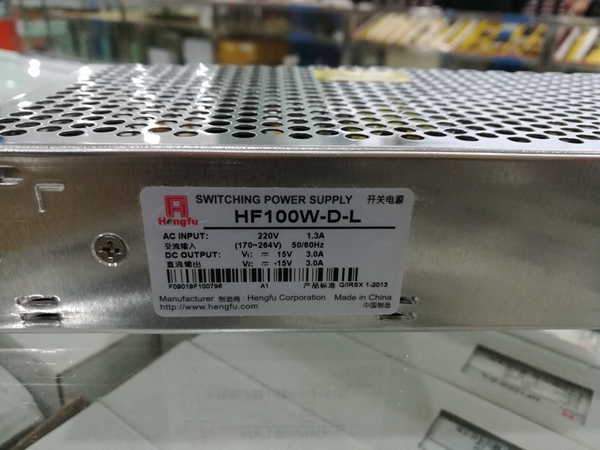 SWITCHING POWER SUPPLY 开关电源
Hengfu
HF100W-D-L
AC INPUT: 220V 1.3A
交流输入 (170~264V) 50/60Hz
DC OUTPUT: V1: 15V 3.0A
直流输出 V2: -15V 3.0A
F09019F100796 A1 产品标准 Q/IRSX 1-2013
Manufacturer 制造商: Hengfu Corporation Made in China
http://www.hengfu.com 中国制造